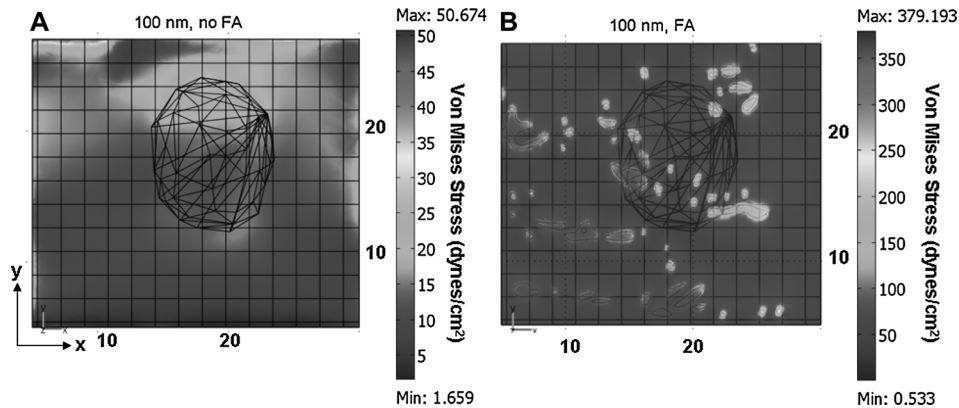 A
100 nm, no FA
Max: 50.674
50
45
40
35
30
25
20
15
10
5
Von Mises Stress (dynes/cm²)
Min: 1.659
20
10
y
x
10
20
B
100 nm, FA
Max: 379.193
350
300
250
200
150
100
50
Von Mises Stress (dynes/cm²)
Min: 0.533
20
10
10
20